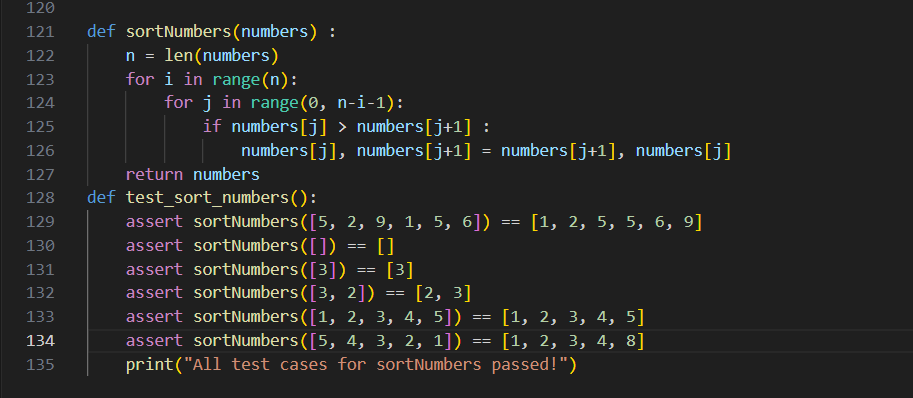 120
121 def sortNumbers(numbers) :
122     n = len(numbers)
123     for i in range(n):
124         for j in range(0, n-i-1):
125             if numbers[j] > numbers[j+1] :
126                 numbers[j], numbers[j+1] = numbers[j+1], numbers[j]
127     return numbers
128 def test_sort_numbers():
129     assert sortNumbers([5, 2, 9, 1, 5, 6]) == [1, 2, 5, 5, 6, 9]
130     assert sortNumbers([]) == []
131     assert sortNumbers([3]) == [3]
132     assert sortNumbers([3, 2]) == [2, 3]
133     assert sortNumbers([1, 2, 3, 4, 5]) == [1, 2, 3, 4, 5]
134     assert sortNumbers([5, 4, 3, 2, 1]) == [1, 2, 3, 4, 8]
135     print("All test cases for sortNumbers passed!")